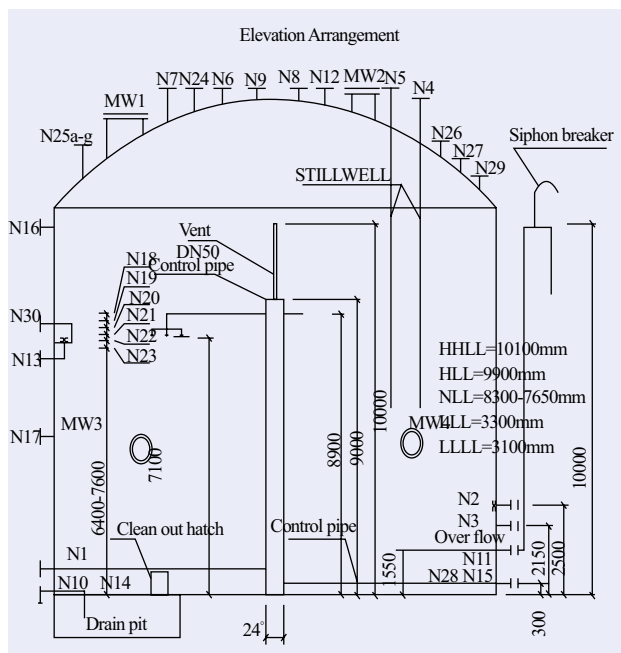 Elevation Arrangement
N7 N24 N6 N9 N8 N12 MW2 N5
N4
MW1
N25a-g
N26
N27
N29
Siphon breaker
STILLWELL
N16
Vent
DN50
Control pipe
N18
N19
N20
N21
N22
N23
N30
N13
HHLL=10100mm
HLL=9900mm
NLL=8300-7650mm
LLL=3300mm
LLLL=3100mm
N17
MW3
MW4
6400-7600
7100
8900
9000
10000
10000
Clean out hatch
Control pipe
N2
N3
Over flow
N11
N28 N15
N1
N10 N14
Drain pit
1550
2150
2500
300
24"